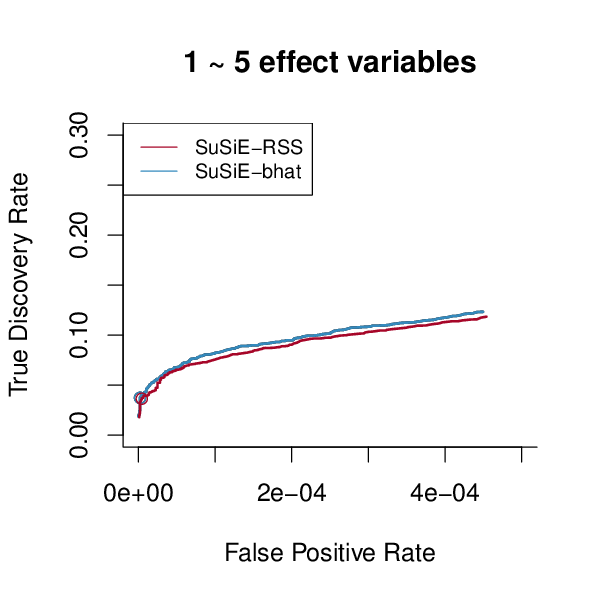 1 ~ 5 effect variables
SuSiE−RSS
SuSiE−bhat
True Discovery Rate
0.30
0.20
0.10
0.00
0e+00
2e−04
4e−04
False Positive Rate